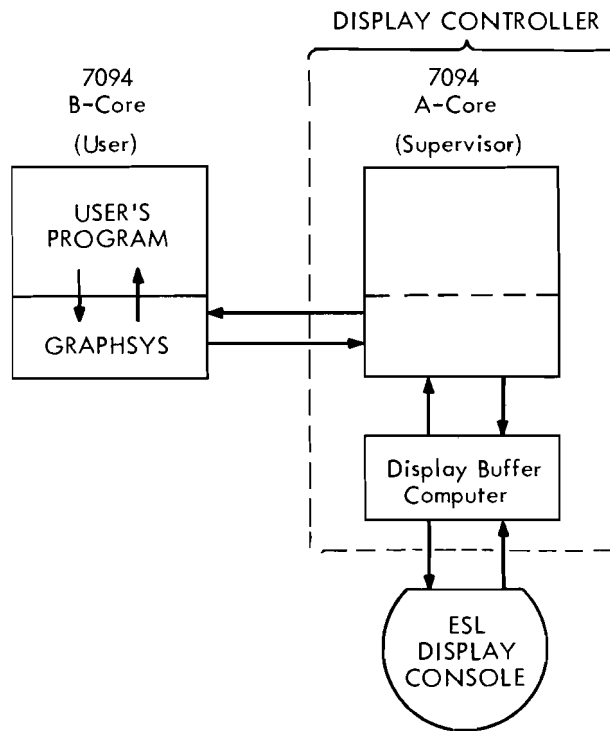 DISPLAY CONTROLLER
7094
B-Core
(User)
7094
A-Core
(Supervisor)
USER'S
PROGRAM
GRAPHSYS
Display Buffer
Computer
ESL
DISPLAY
CONSOLE